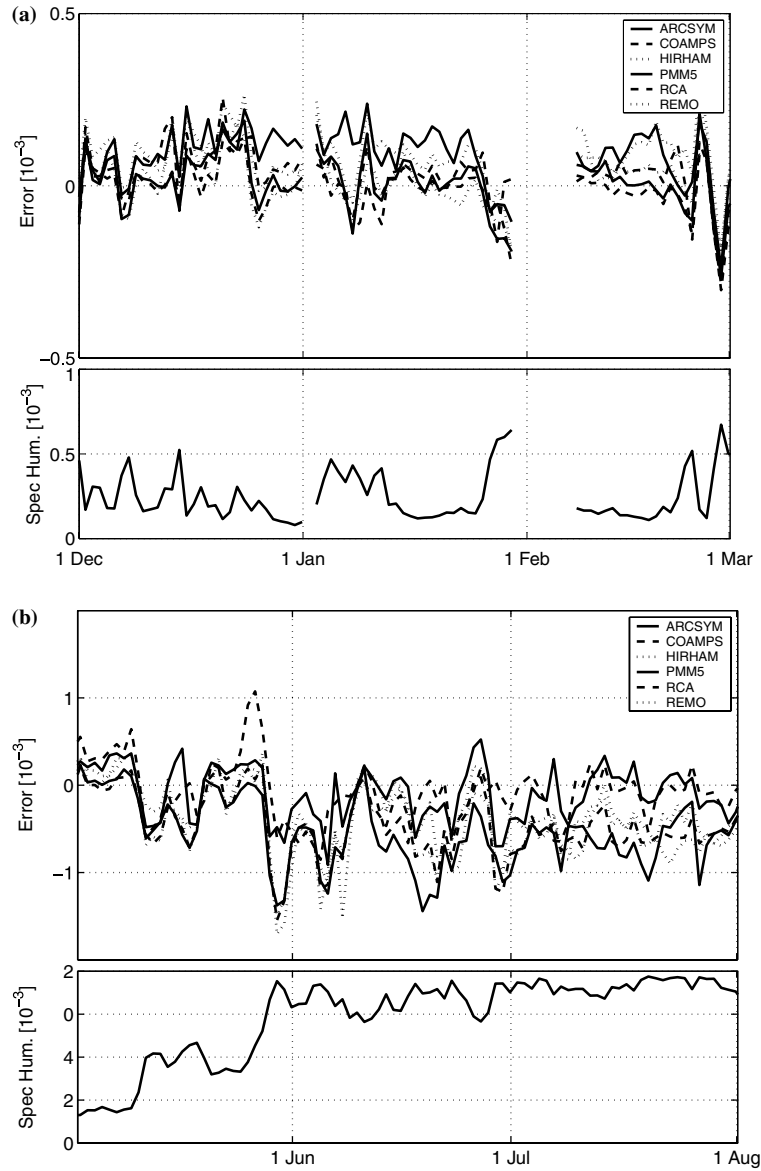 (a)
0.5
0
−0.5
Error [10−3]
ARCSYM
COAMPS
HIRHAM
PMM5
RCA
REMO
1
0.5
0
Spec Hum. [10−3]
1 Dec 1 Jan 1 Feb 1 Mar
(b)
1
0
−1
Error [10−3]
ARCSYM
COAMPS
HIRHAM
PMM5
RCA
REMO
2
0
4
2
0
Spec Hum. [10−3]
1 Jun 1 Jul 1 Aug